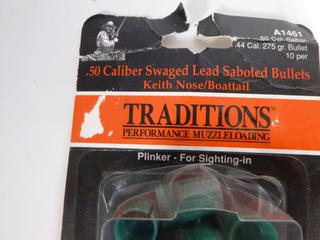 A1461
.50 Cal. Sabot
.44 Cal. 275 gr. Bullet
10 per
.50 Caliber Swaged Lead Saboted Bullets
Keith Nose/Boattail
TRADITIONS™
PERFORMANCE MUZZLELOADING
Plinker - For Sighting-in